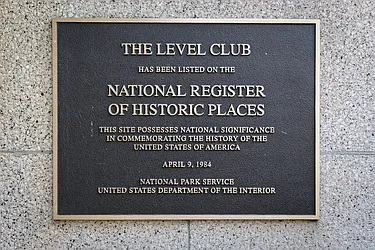 THE LEVEL CLUB
HAS BEEN LISTED ON THE
NATIONAL REGISTER
OF HISTORIC PLACES
THIS SITE POSSESSES NATIONAL SIGNIFICANCE
IN COMMEMORATING THE HISTORY OF THE
UNITED STATES OF AMERICA
APRIL 9, 1984
NATIONAL PARK SERVICE
UNITED STATES DEPARTMENT OF THE INTERIOR